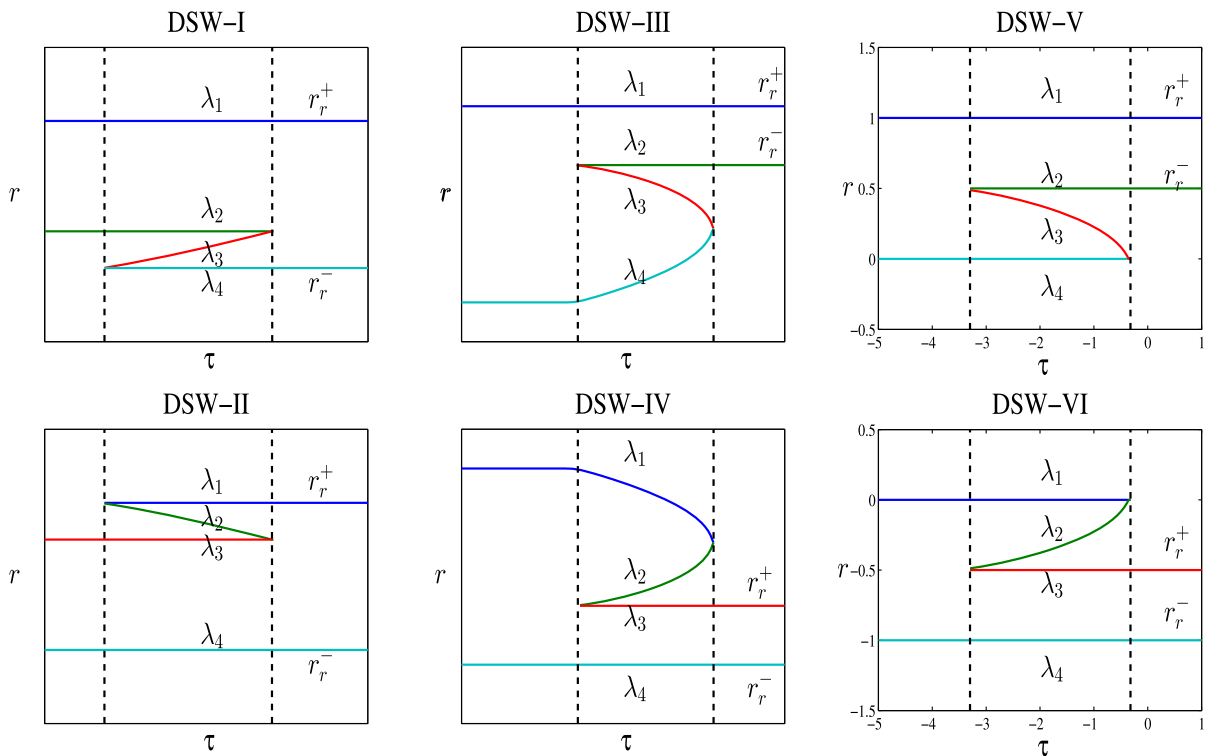 DSW–I
λ₁
r_r^+
λ₂
r
λ₃
λ₄
r_r^-
τ
DSW–III
λ₁
r_r^+
λ₂
r_r^-
r
λ₃
λ₄
τ
DSW–V
1.5
λ₁
r_r^+
1
λ₂
r_r^-
r
0.5
λ₃
0
λ₄
−0.5
−5 −4 −3 −2 −1 0 1
τ
DSW–II
λ₁
r_r^+
λ₂
λ₃
r
λ₄
r_r^-
τ
DSW–IV
λ₁
r
λ₂
r_r^+
λ₃
λ₄
r_r^-
τ
DSW–VI
0.5
λ₁
0
λ₂
r_r^+
r
−0.5
λ₃
r_r^-
−1
λ₄
−1.5
−5 −4 −3 −2 −1 0 1
τ